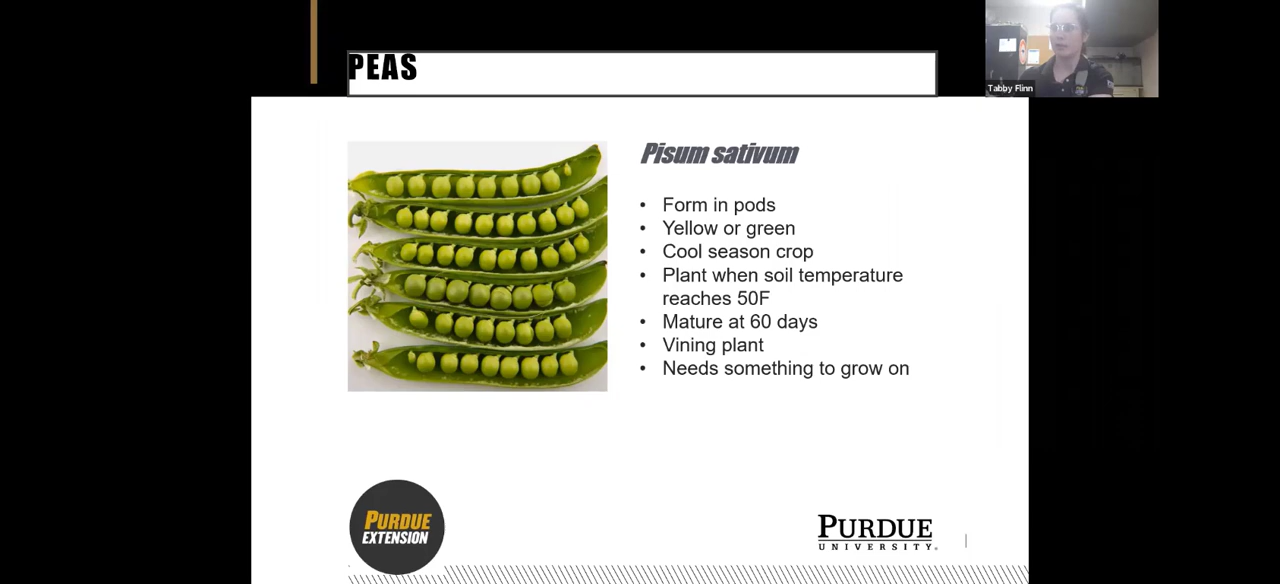 PEAS
Tabby Flinn
Pisum sativum
• Form in pods
• Yellow or green
• Cool season crop
• Plant when soil temperature
reaches 50F
• Mature at 60 days
• Vining plant
• Needs something to grow on
PURDUE
EXTENSION
PURDUE
UNIVERSITY®